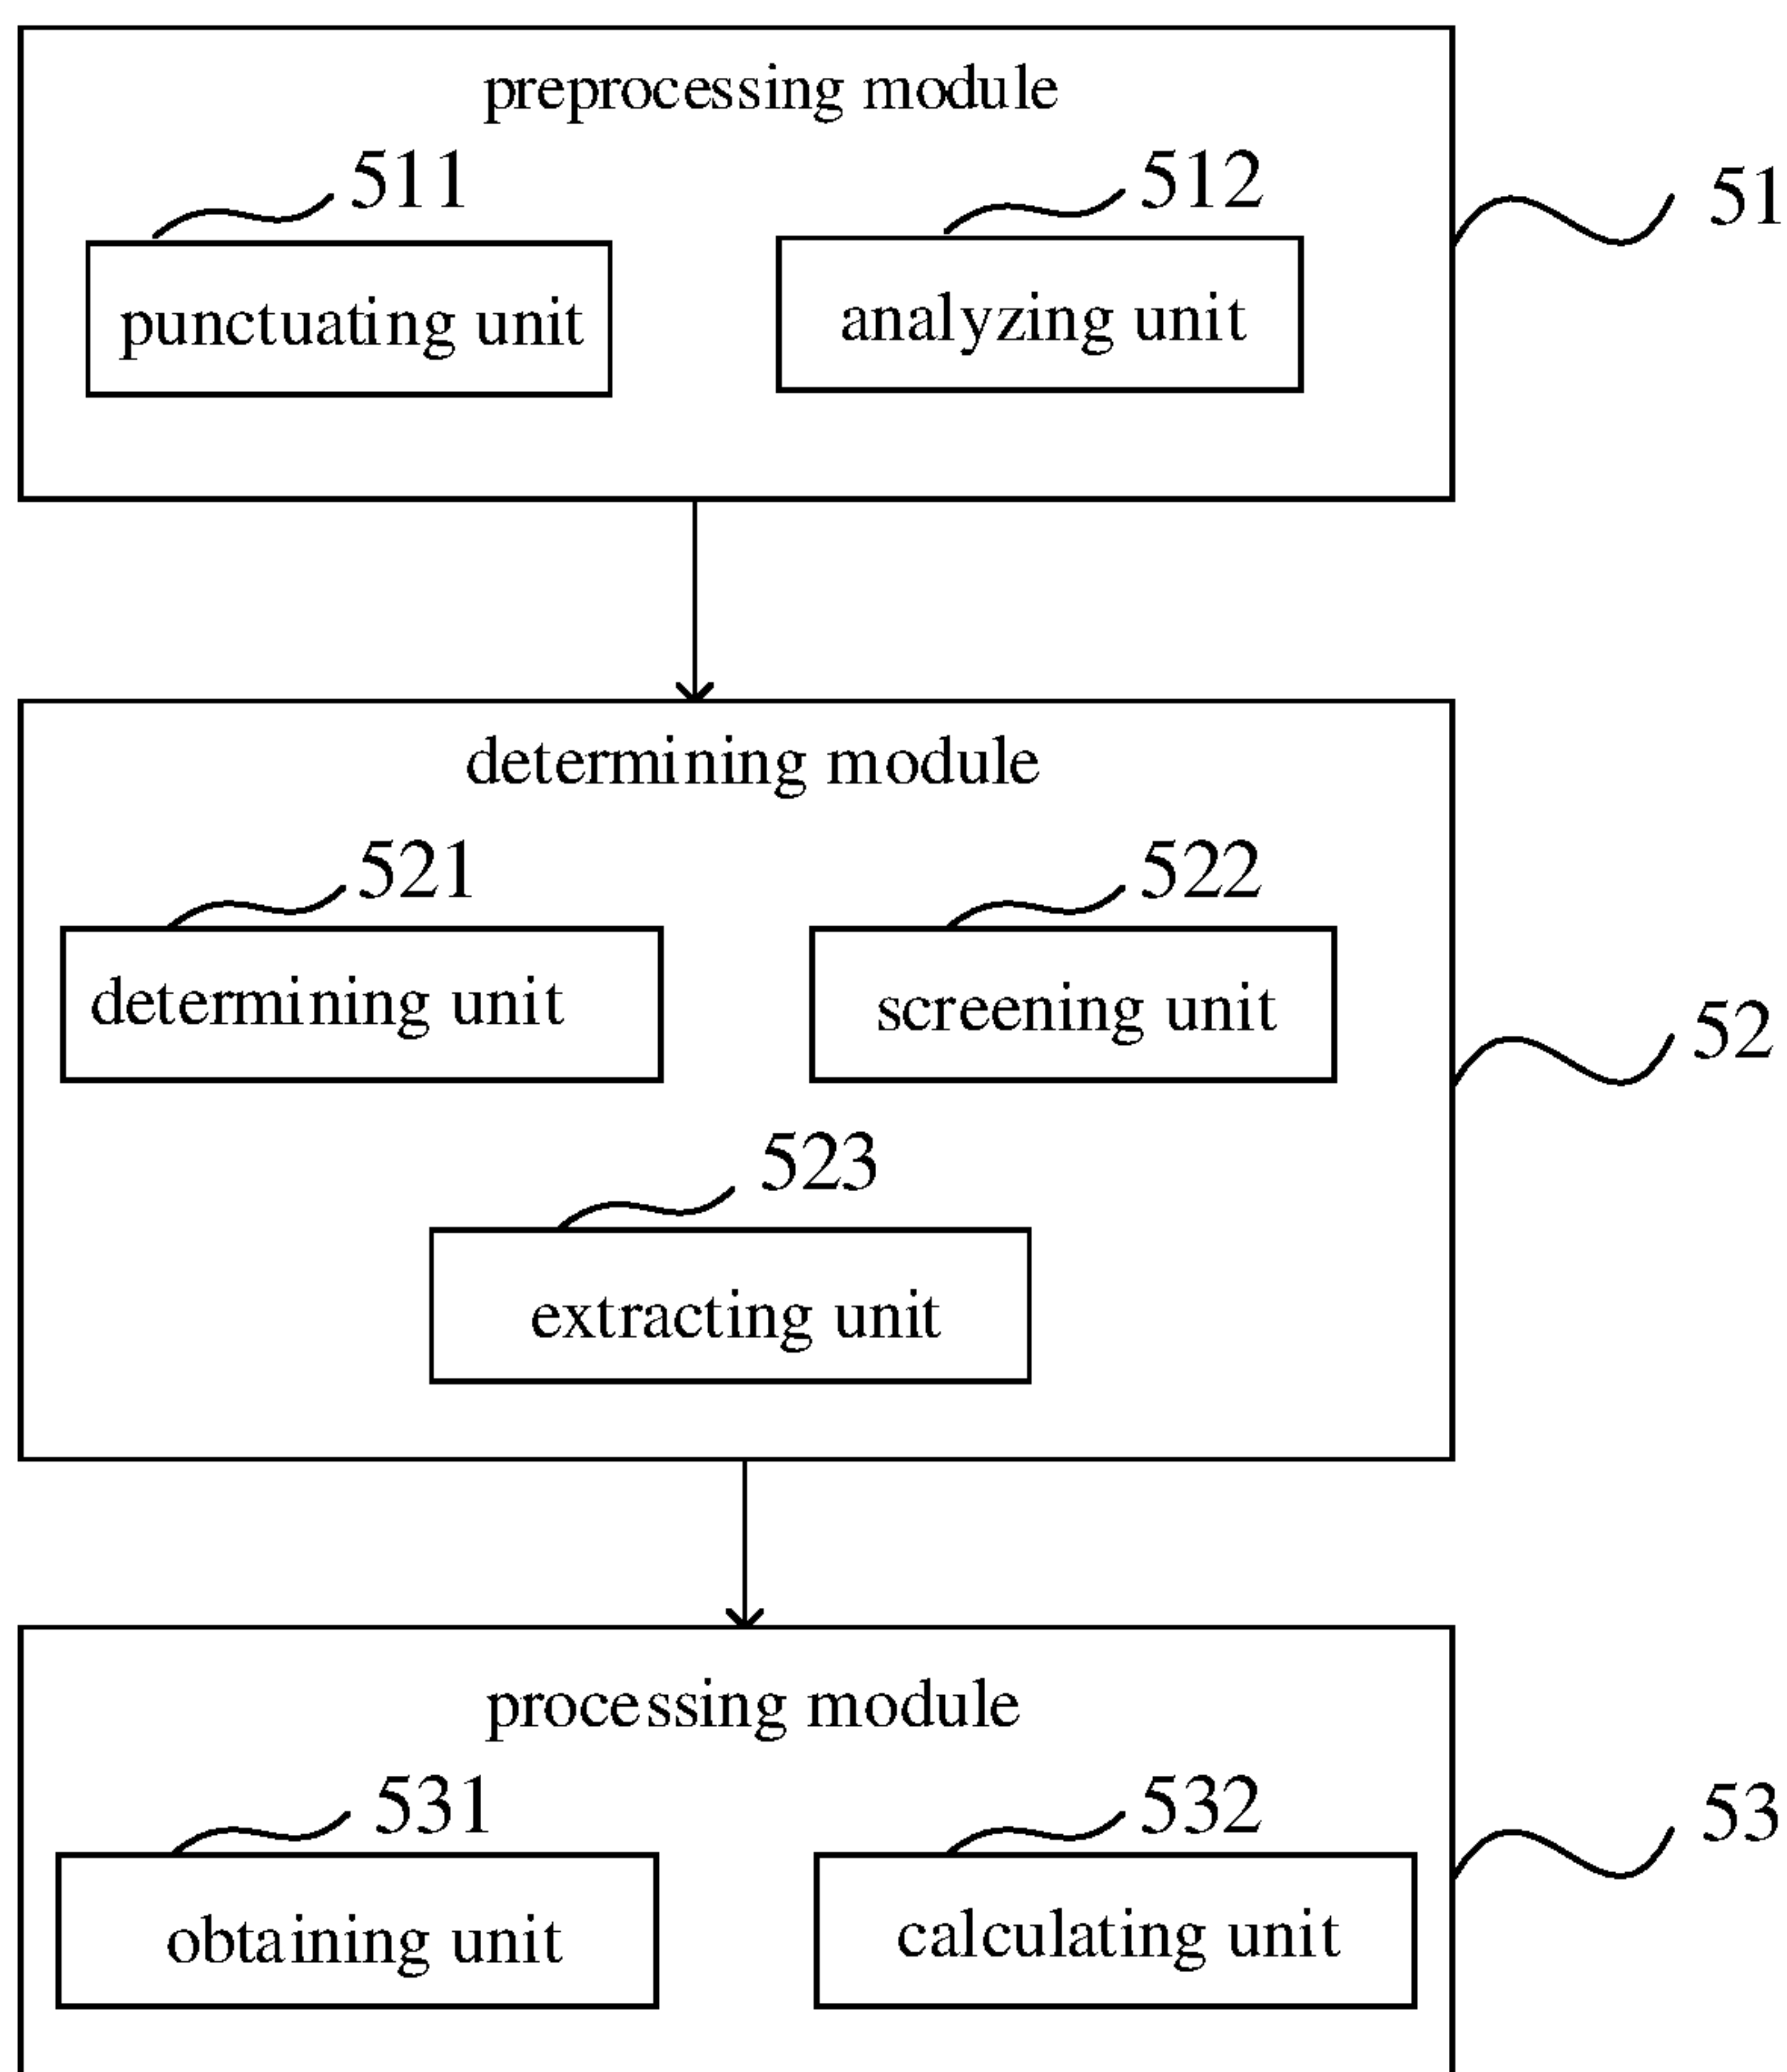 preprocessing module
511
512
51
punctuating unit
analyzing unit
determining module
521
522
determining unit
screening unit
52
523
extracting unit
processing module
531
532
53
obtaining unit
calculating unit